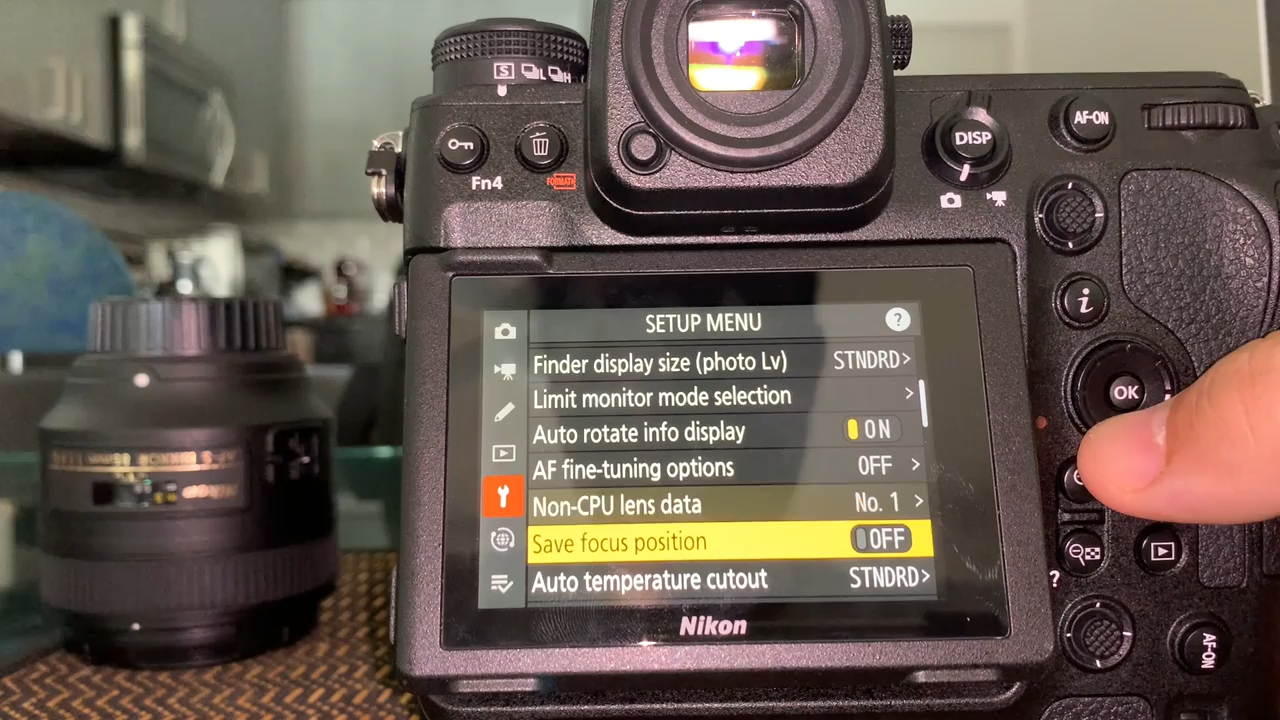 S L H
DISP
AF-ON
Fn4
FORMAT
i
SETUP MENU ?
Finder display size (photo Lv) STNDRD>
Limit monitor mode selection >
Auto rotate info display ON
AF fine-tuning options OFF >
Non-CPU lens data No. 1 >
Save focus position OFF
Auto temperature cutout STNDRD>
OK
?
Nikon
AF-ON
Nikon